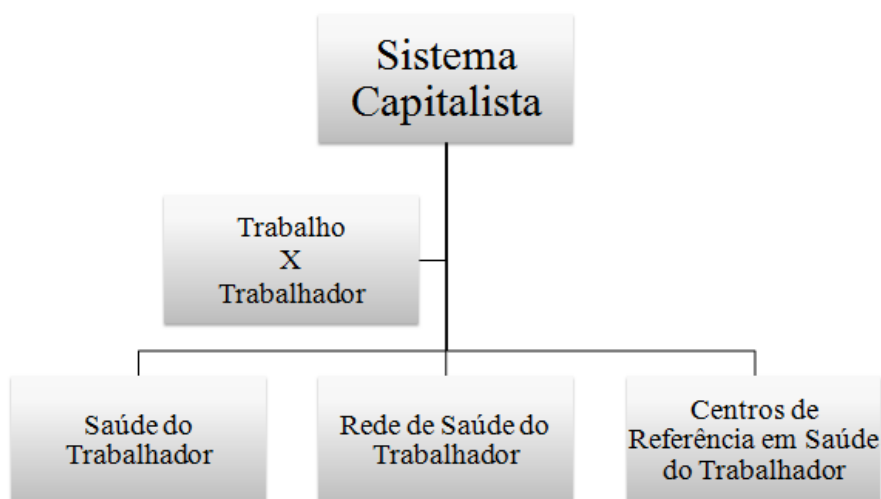 Sistema
Capitalista
Trabalho
X
Trabalhador
Saúde do
Trabalhador
Rede de Saúde do
Trabalhador
Centros de
Referência em Saúde
do Trabalhador